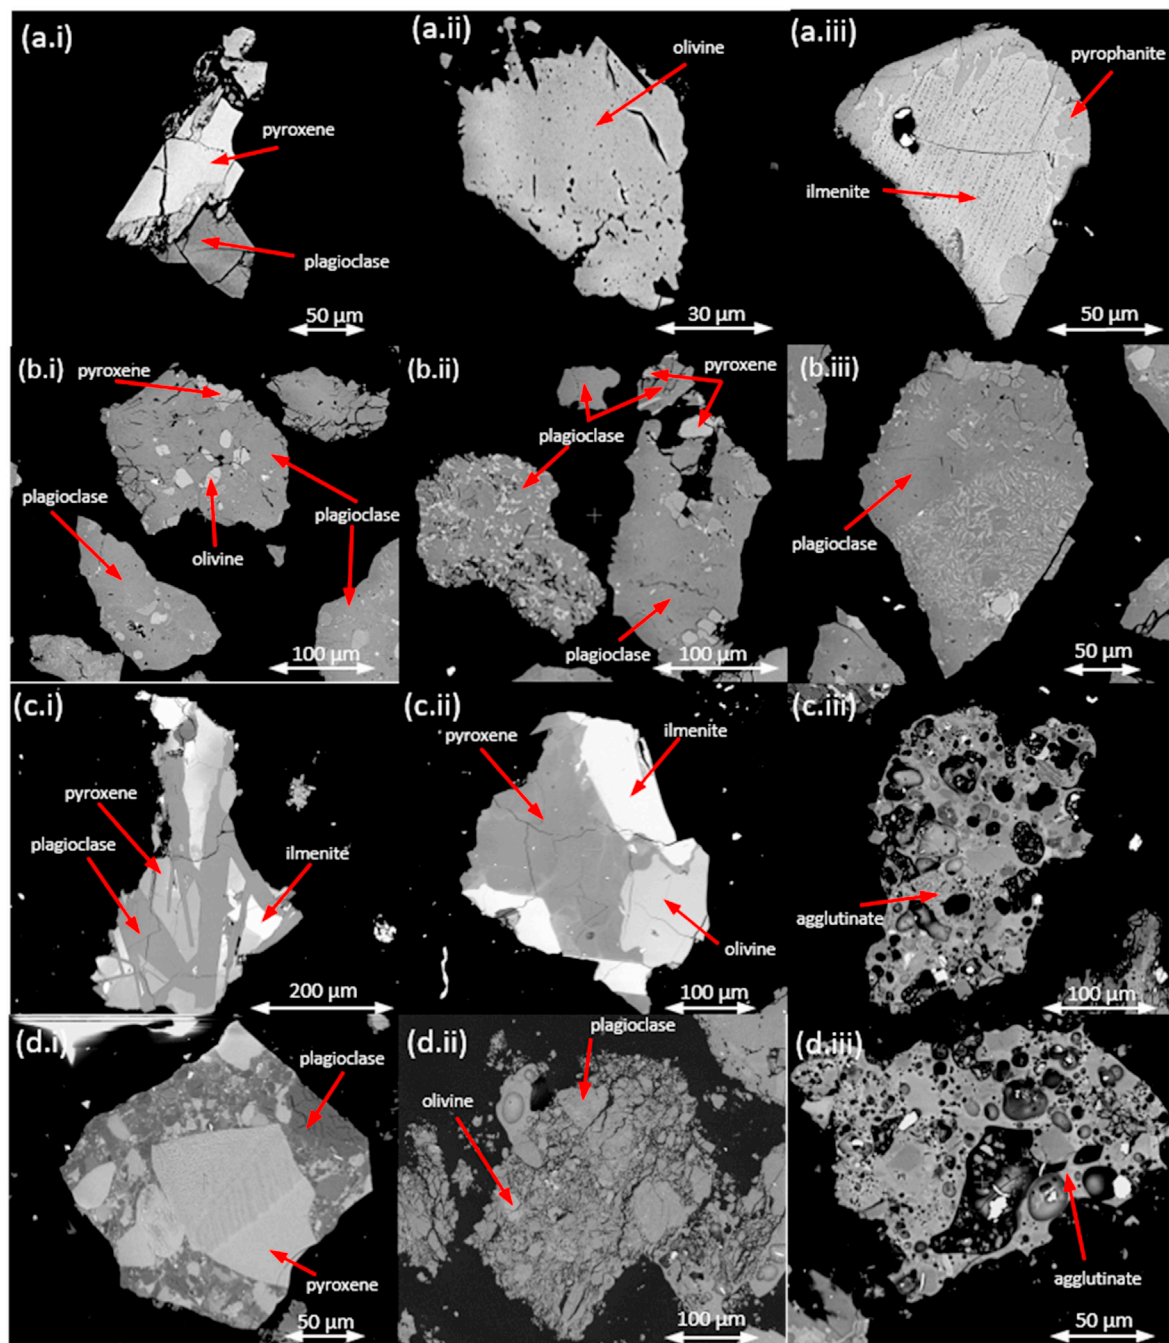 (a.i)
pyroxene
plagioclase
50 µm
(a.ii)
olivine
30 µm
(a.iii)
pyrophanite
ilmenite
50 µm
(b.i)
pyroxene
plagioclase
plagioclase
olivine
100 µm
(b.ii)
pyroxene
plagioclase
plagioclase
100 µm
(b.iii)
plagioclase
50 µm
(c.i)
pyroxene
plagioclase
ilmenite
200 µm
(c.ii)
pyroxene
ilmenite
olivine
100 µm
(c.iii)
agglutinate
100 µm
(d.i)
plagioclase
pyroxene
50 µm
(d.ii)
plagioclase
olivine
100 µm
(d.iii)
agglutinate
50 µm